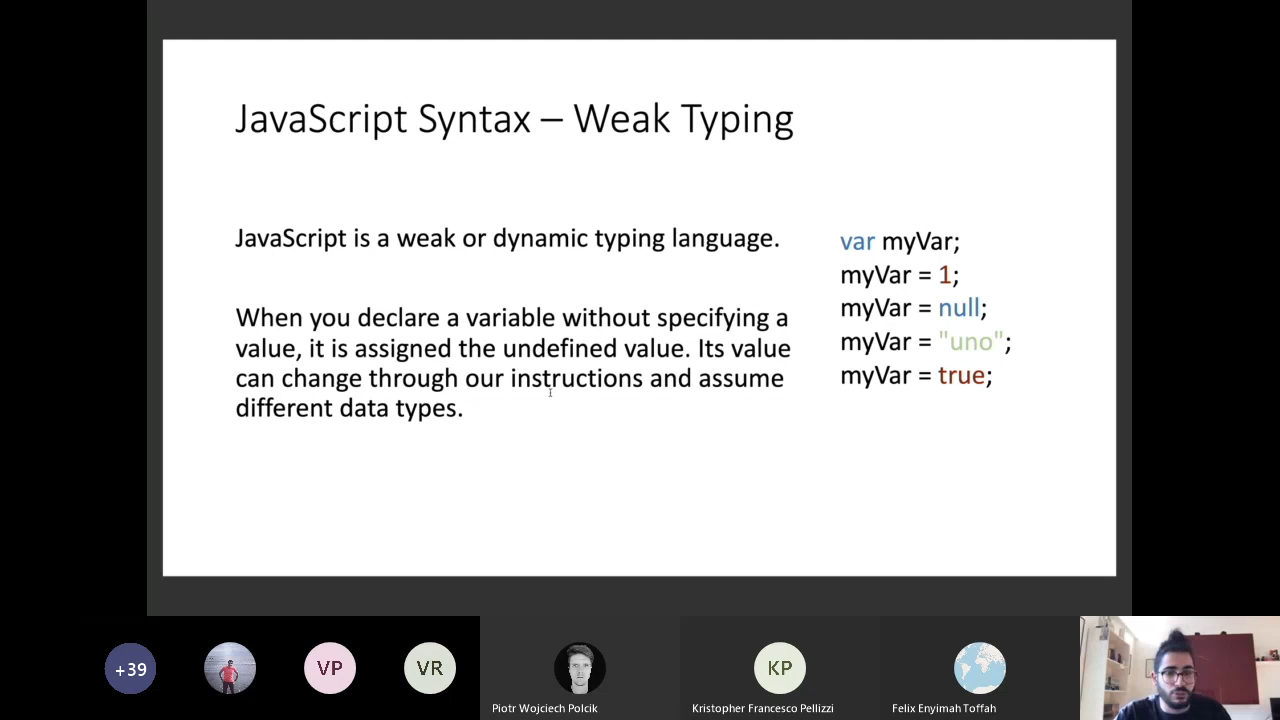 JavaScript Syntax – Weak Typing
JavaScript is a weak or dynamic typing language.
When you declare a variable without specifying a
value, it is assigned the undefined value. Its value
can change through our instructions and assume
different data types.
var myVar;
myVar = 1;
myVar = null;
myVar = "uno";
myVar = true;
+39
VP
VR
KP
Piotr Wojciech Polcik
Kristopher Francesco Pellizzi
Felix Enyimah Toffah